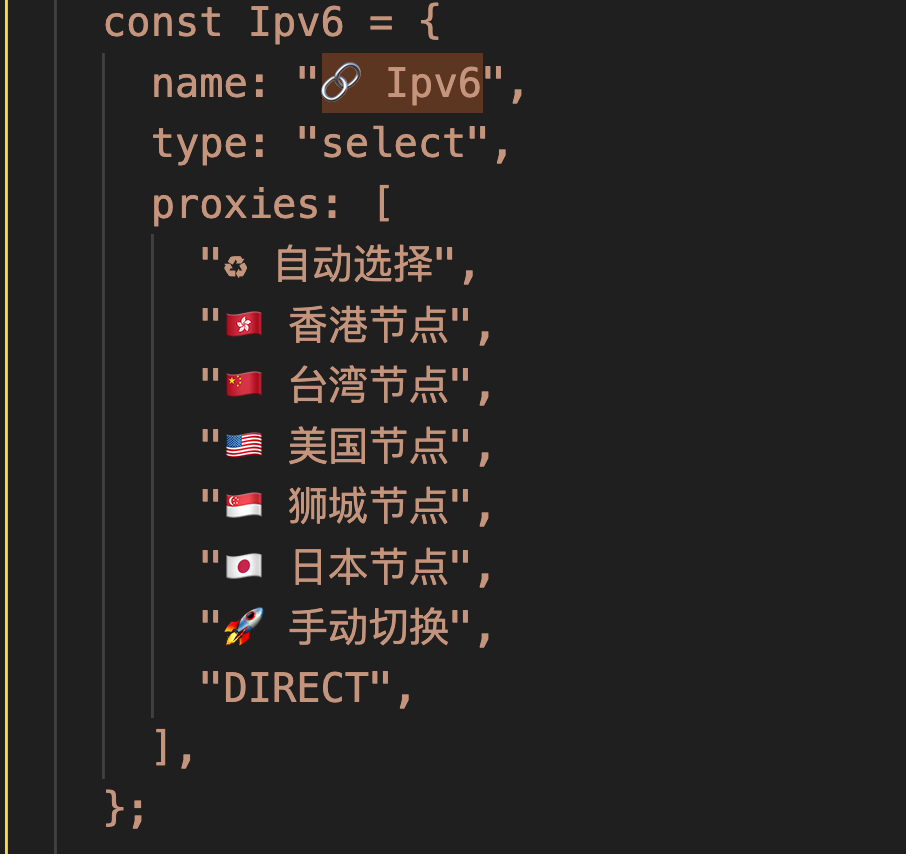 const Ipv6 = {
name: "🔗 Ipv6",
type: "select",
proxies: [
"♻ 自动选择",
"🇭🇰 香港节点",
"🇨🇳 台湾节点",
"🇺🇸 美国节点",
"🇸🇬 狮城节点",
"🇯🇵 日本节点",
"🚀 手动切换",
"DIRECT",
],
};